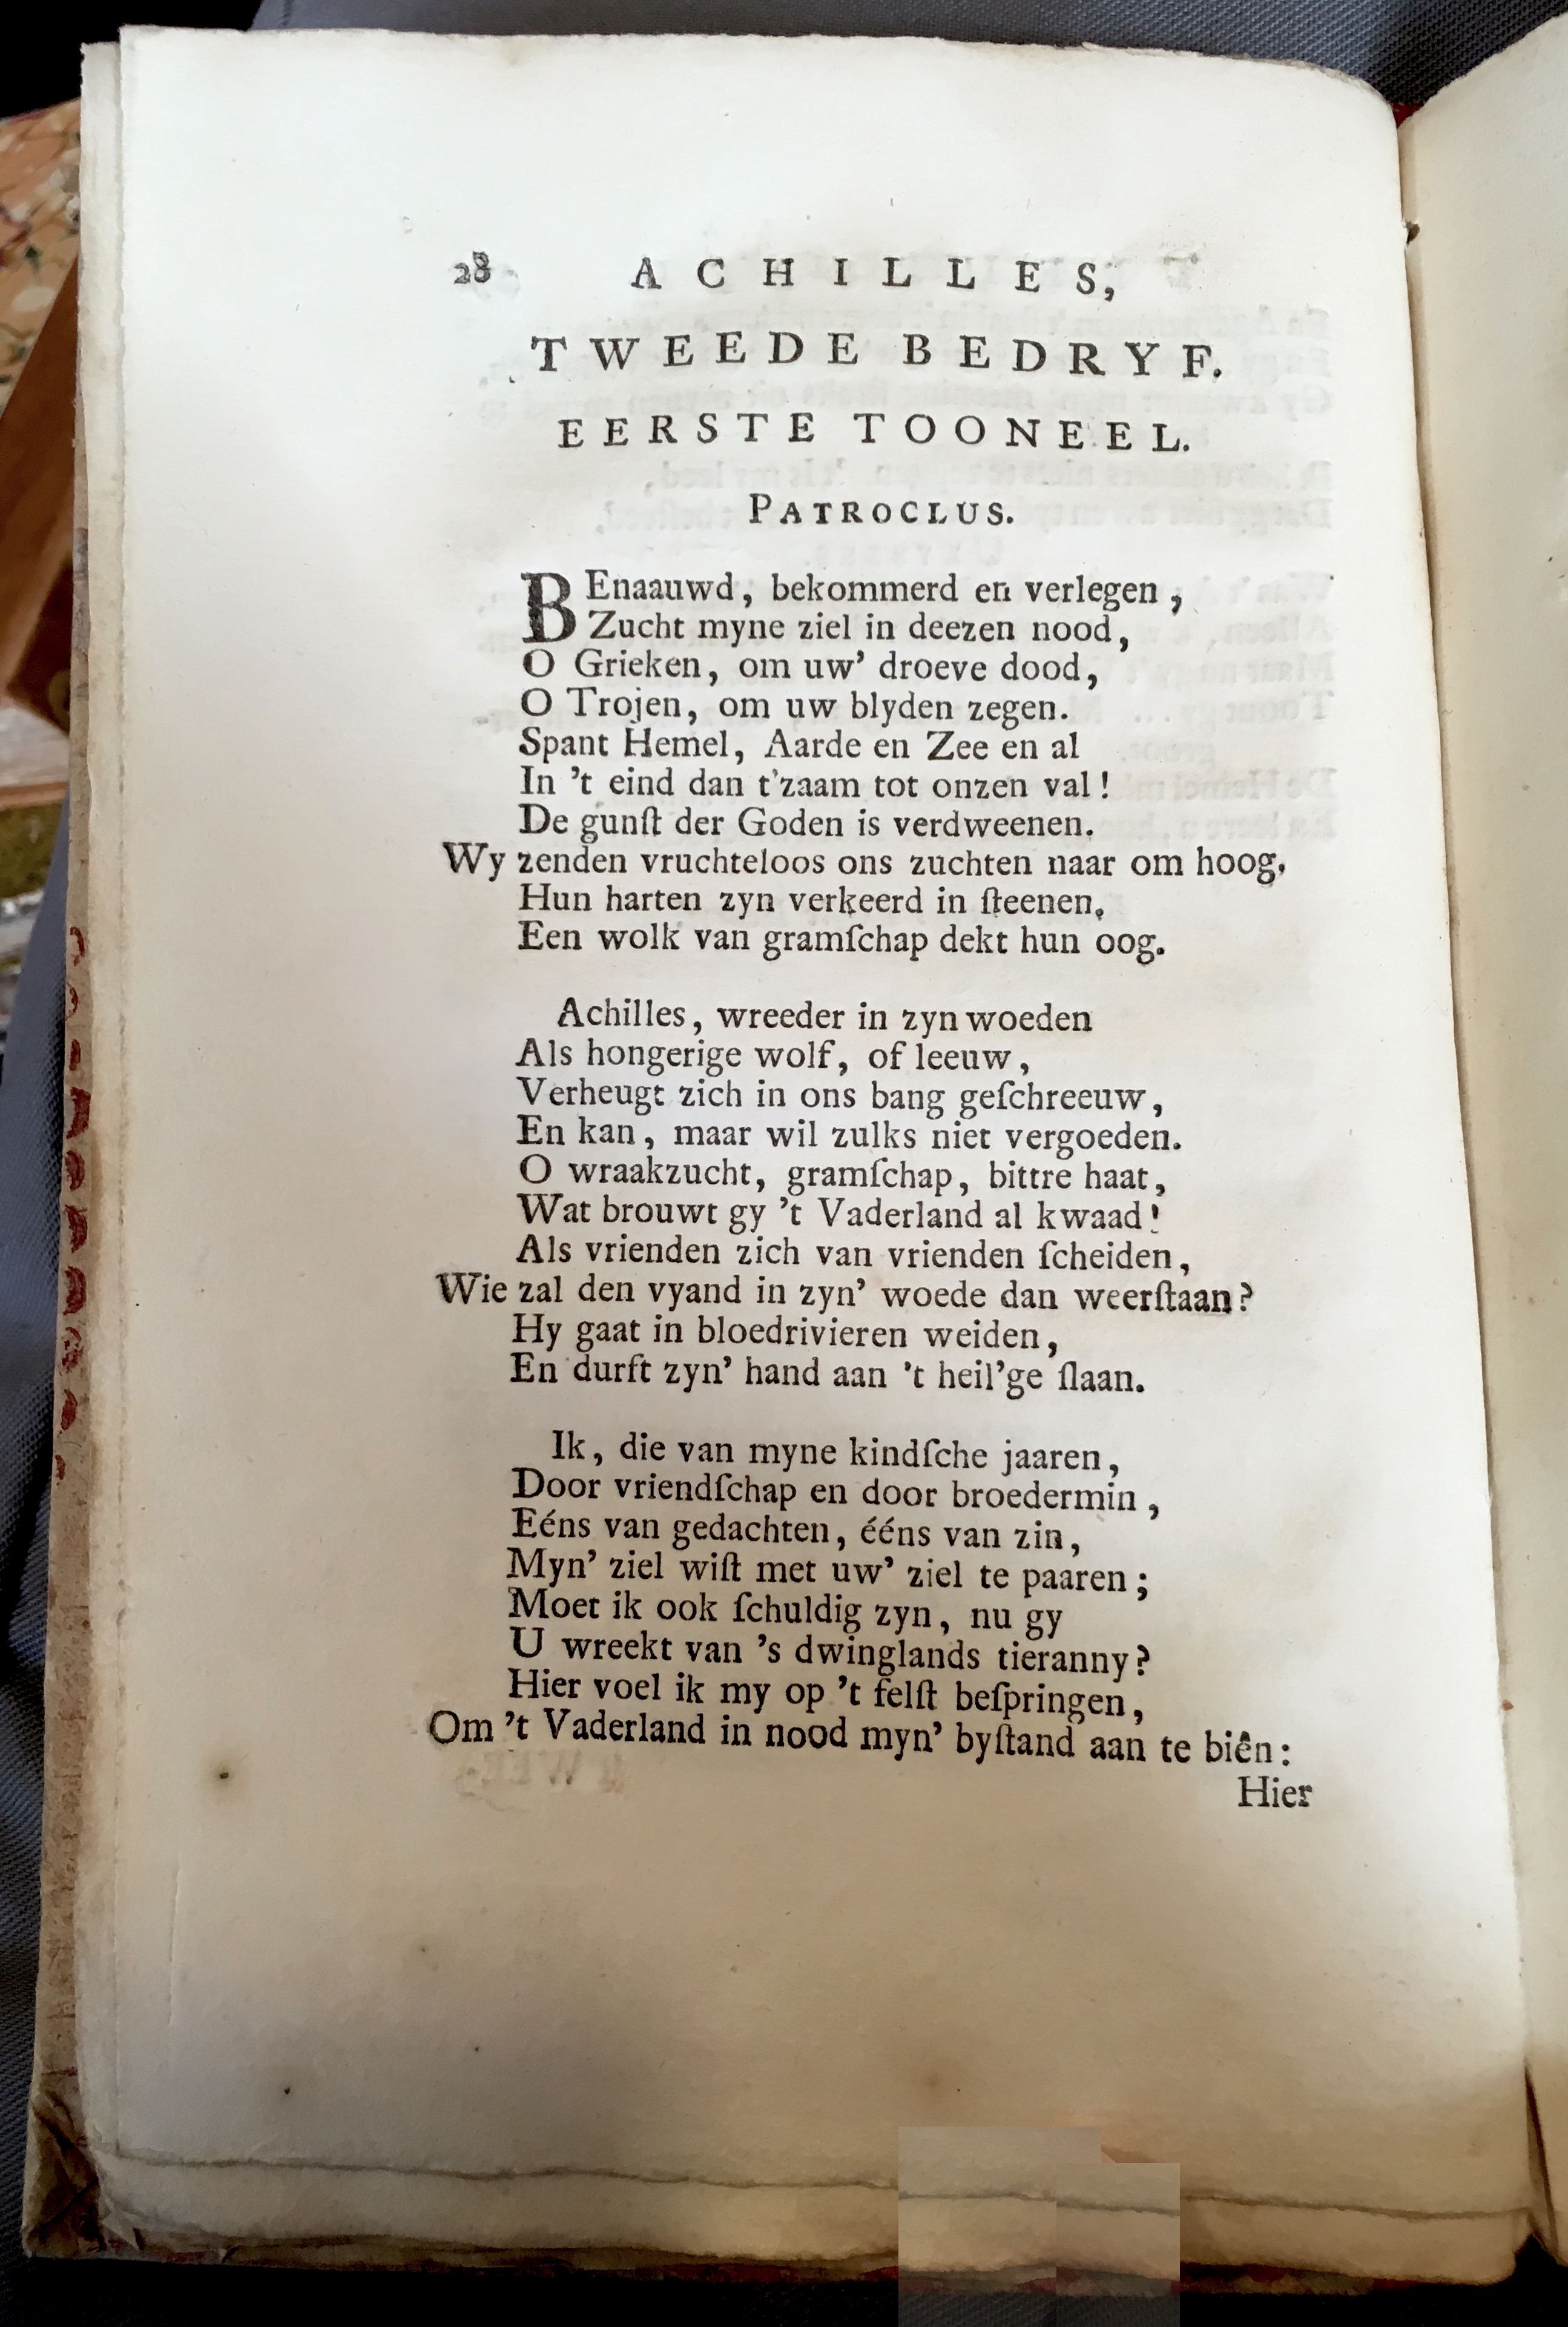 28 ACHILLES,
TWEEDE BEDRYF.
EERSTE TOONEEL.
PATROCLUS.
BEnaauwd, bekommerd en verlegen,
Zucht myne ziel in deezen nood,
O Grieken, om uw' droeve dood,
O Trojen, om uw blyden zegen.
Spant Hemel, Aarde en Zee en al
In 't eind dan t'zaam tot onzen val!
De gunſt der Goden is verdweenen.
Wy zenden vruchteloos ons zuchten naar om hoog,
Hun harten zyn verkeerd in ſteenen,
Een wolk van gramſchap dekt hun oog.
Achilles, wreeder in zyn woeden
Als hongerige wolf, of leeuw,
Verheugt zich in ons bang geſchreeuw,
En kan, maar wil zulks niet vergoeden.
O wraakzucht, gramſchap, bittre haat,
Wat brouwt gy 't Vaderland al kwaad!
Als vrienden zich van vrienden ſcheiden,
Wie zal den vyand in zyn' woede dan weerſtaan?
Hy gaat in bloedrivieren weiden,
En durft zyn' hand aan 't heil'ge ſlaan.
Ik, die van myne kindſche jaaren,
Door vriendſchap en door broedermin,
Eéns van gedachten, ééns van zin,
Myn' ziel wiſt met uw' ziel te paaren;
Moet ik ook ſchuldig zyn, nu gy
U wreekt van 's dwinglands tieranny?
Hier voel ik my op 't felſt beſpringen,
Om 't Vaderland in nood myn' byſtand aan te biên:
Hier